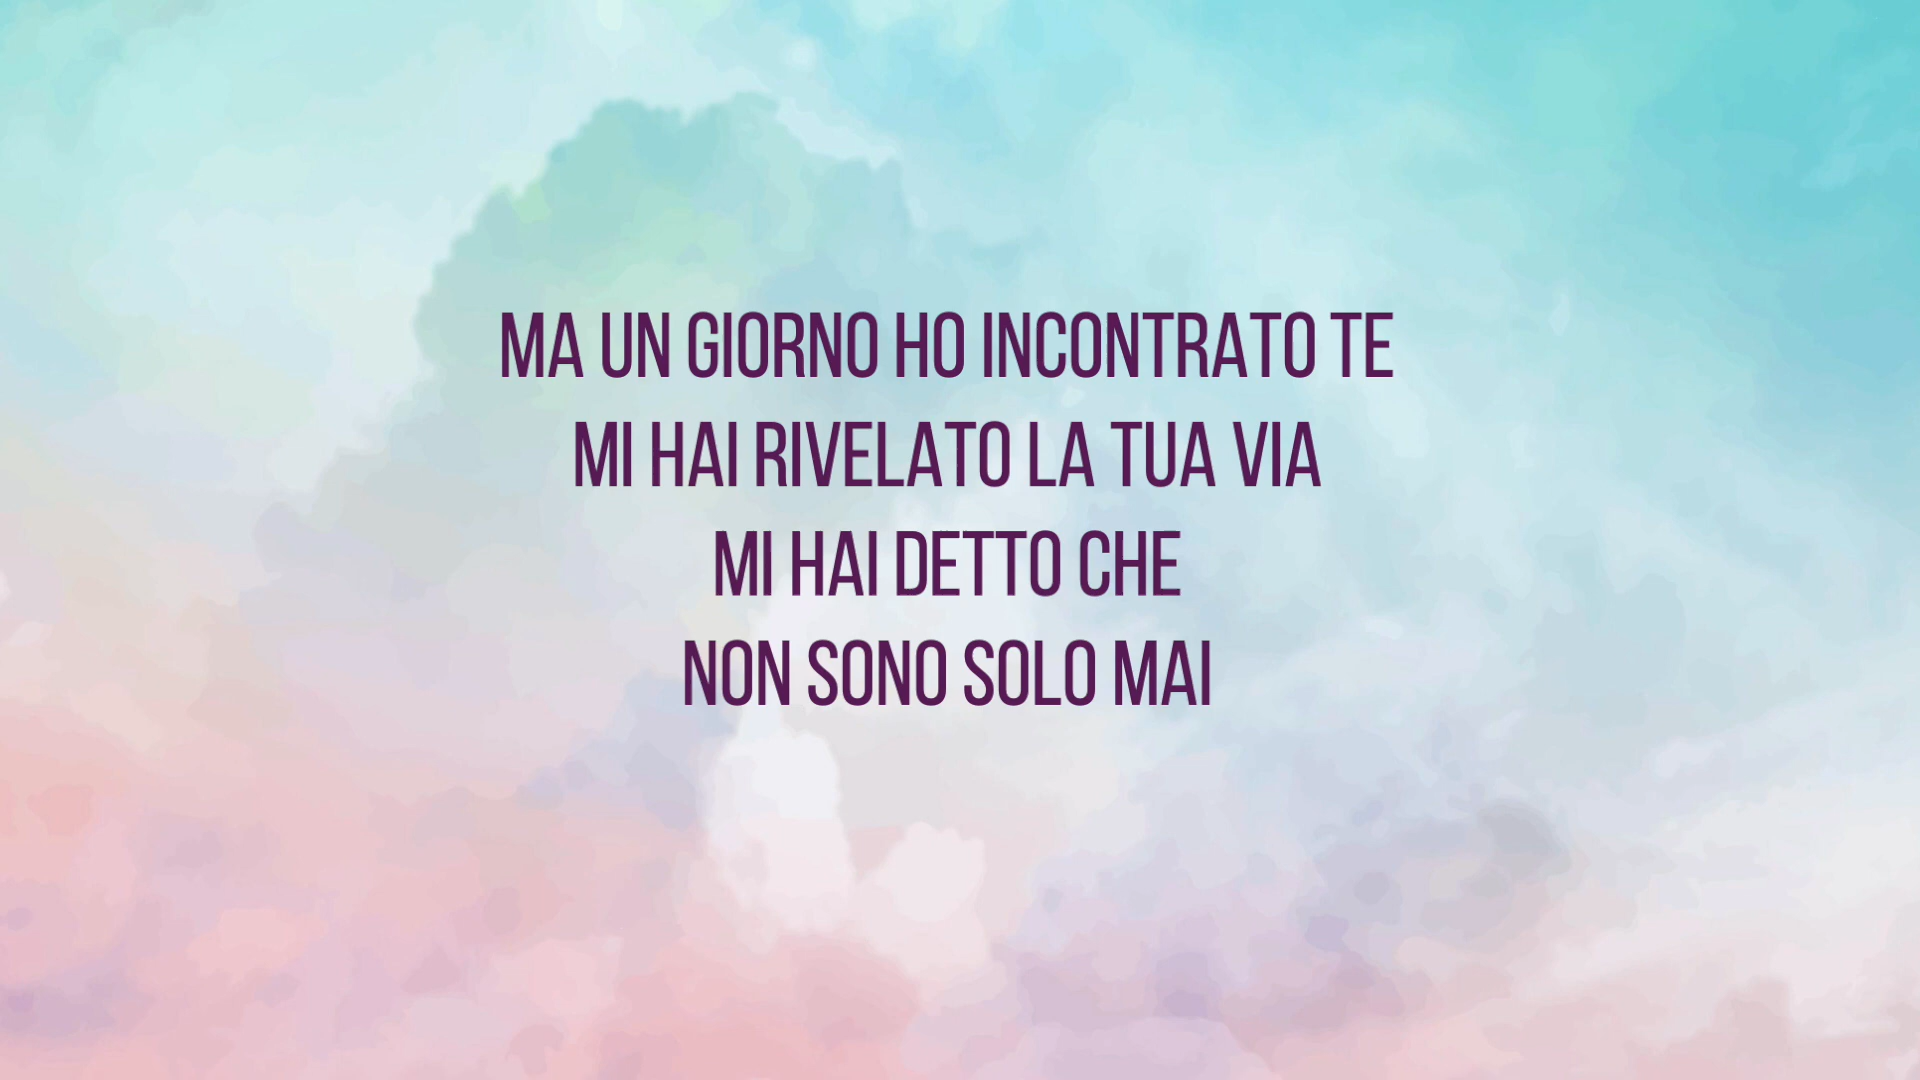 MA UN GIORNO HO INCONTRATO TE
MI HAI RIVELATO LA TUA VIA
MI HAI DETTO CHE
NON SONO SOLO MAI